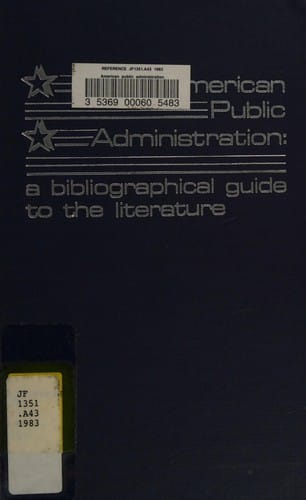 REFERENCE JF1351.A43 1983
American public administration
3 5369 00060 5483
American
Public
Administration:
a bibliographical guide
to the literature
JF
1351
.A43
1983